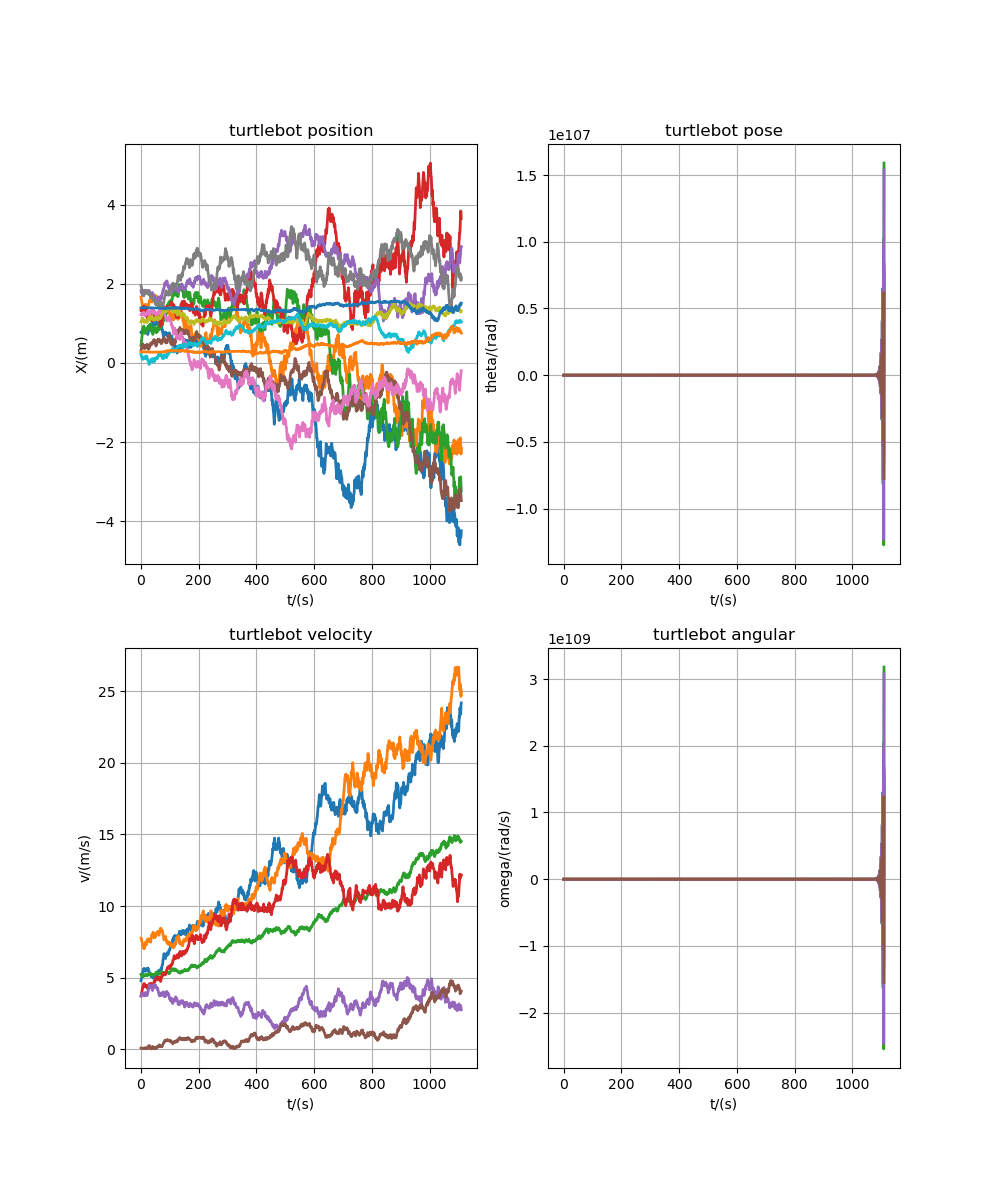 turtlebot position
X/(m)
4
2
0
−2
−4
0 200 400 600 800 1000
t/(s)
turtlebot pose
1e107
theta/(rad)
1.5
1.0
0.5
0.0
−0.5
−1.0
0 200 400 600 800 1000
t/(s)
turtlebot velocity
v/(m/s)
25
20
15
10
5
0
0 200 400 600 800 1000
t/(s)
turtlebot angular
1e109
omega/(rad/s)
3
2
1
0
−1
−2
0 200 400 600 800 1000
t/(s)